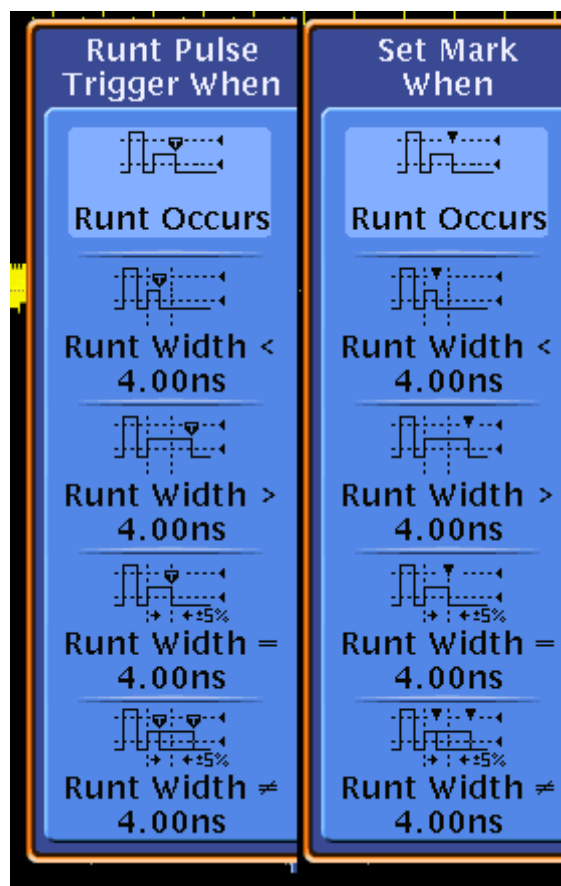 Runt Pulse
Trigger When
Runt Occurs
Runt Width <
4.00ns
Runt Width >
4.00ns
±5%
Runt Width =
4.00ns
±5%
Runt Width ≠
4.00ns
Set Mark
When
Runt Occurs
Runt Width <
4.00ns
Runt Width >
4.00ns
±5%
Runt Width =
4.00ns
±5%
Runt Width ≠
4.00ns